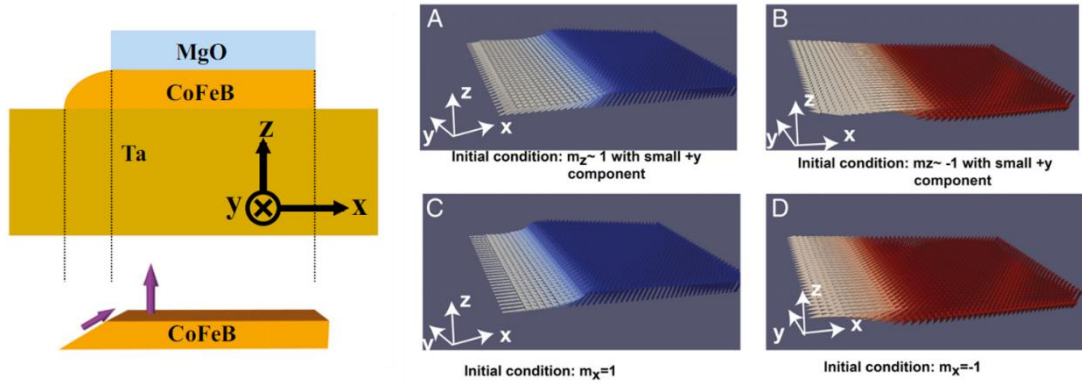 MgO
CoFeB
Ta
z
y
x
CoFeB
A
z
y
x
Initial condition: mz~ 1 with small +y
component
B
z
y
x
Initial condition: mz~ -1 with small +y
component
C
z
y
x
Initial condition: mx=1
D
z
y
x
Initial condition: mx=-1